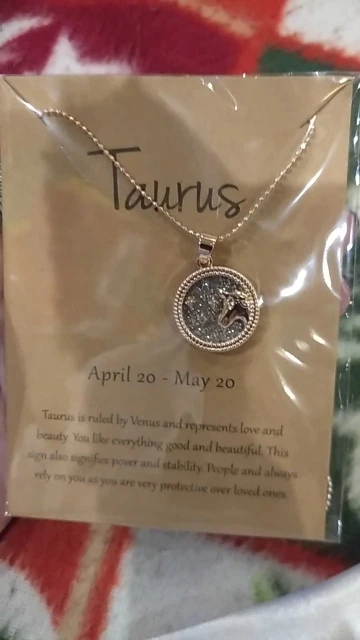 Taurus
April 20 - May 20
Taurus is ruled by Venus and represents love and
beauty. You like everything good and beautiful. This
sign also signifies pover and stability. People and always
rely on you as you are very protective over loved ones.